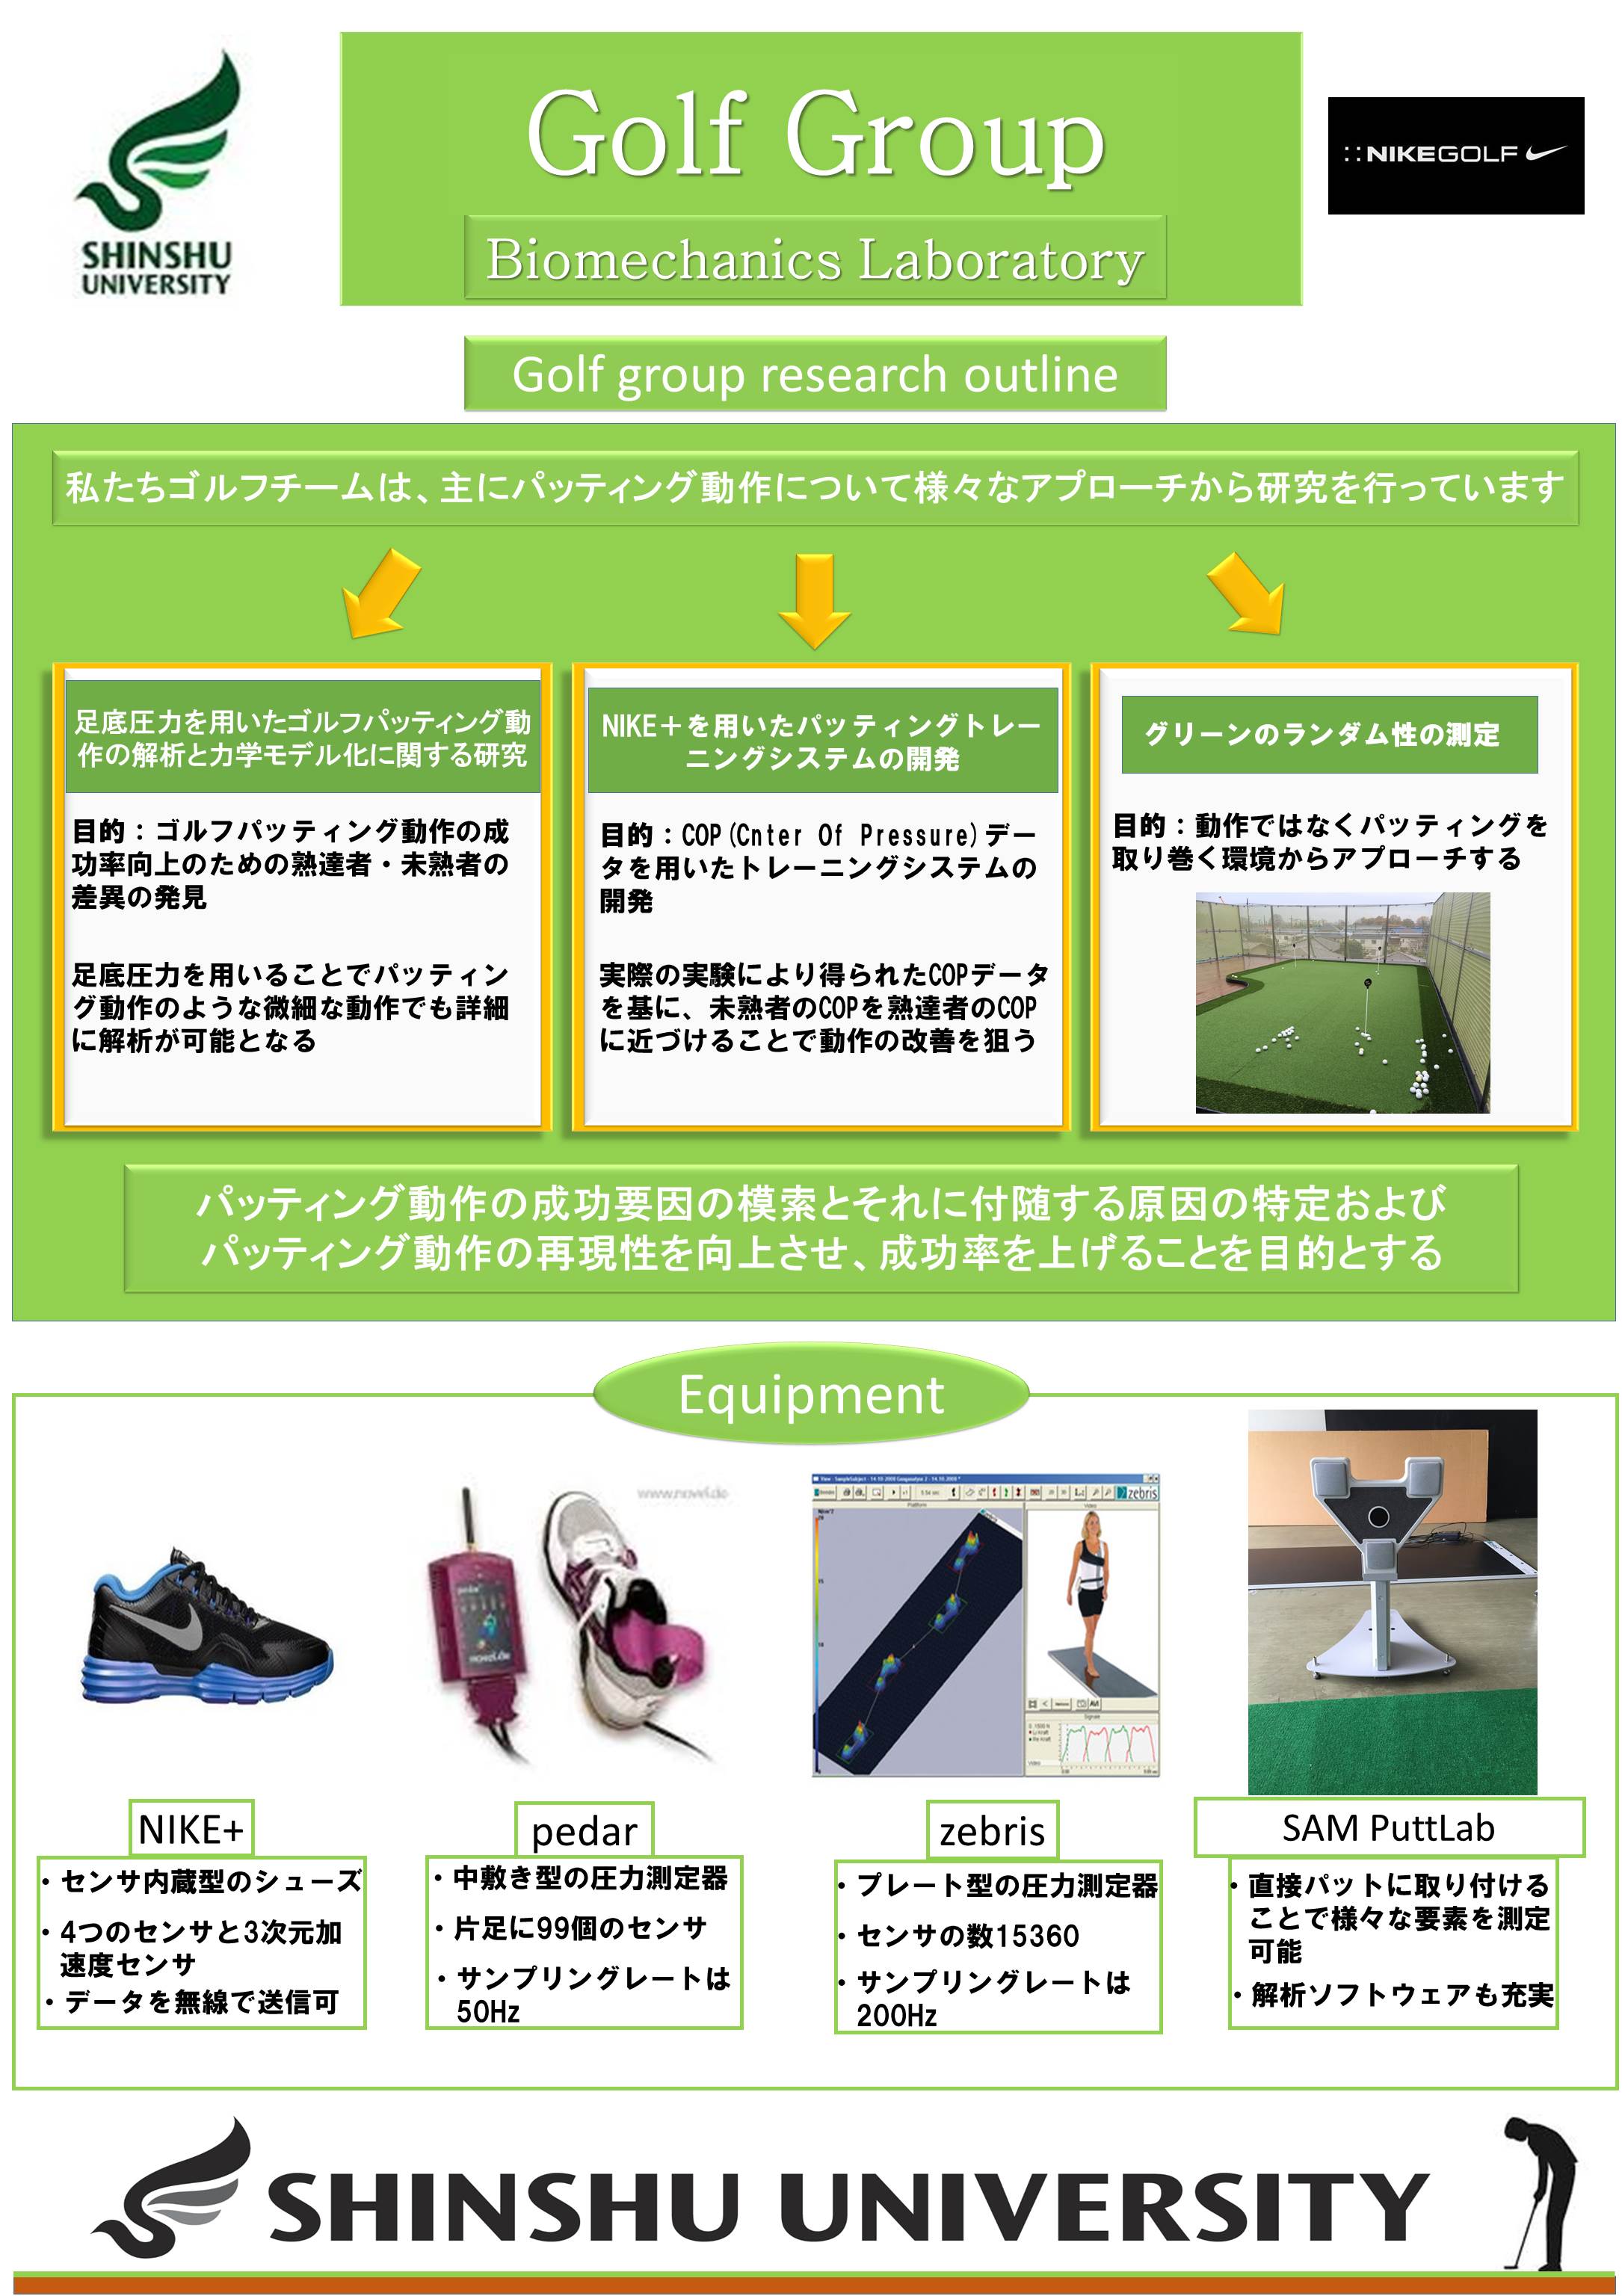 SHINSHU
UNIVERSITY
Golf Group
Biomechanics Laboratory
::NIKEGOLF
Golf group research outline
私たちゴルフチームは、主にパッティング動作について様々なアプローチから研究を行っています
足底圧力を用いたゴルフパッティング動
作の解析と力学モデル化に関する研究
目的：ゴルフパッティング動作の成
功率向上のための熟達者・未熟者の
差異の発見
足底圧力を用いることでパッティン
グ動作のような微細な動作でも詳細
に解析が可能となる
NIKE＋を用いたパッティングトレー
ニングシステムの開発
目的：COP(Cnter Of Pressure)デー
タを用いたトレーニングシステムの
開発
実際の実験により得られたCOPデータ
を基に、未熟者のCOPを熟達者のCOP
に近づけることで動作の改善を狙う
グリーンのランダム性の測定
目的：動作ではなくパッティングを
取り巻く環境からアプローチする
パッティング動作の成功要因の模索とそれに付随する原因の特定および
パッティング動作の再現性を向上させ、成功率を上げることを目的とする
Equipment
www.novel.de
pedar
novel.de
zebris
NIKE+
・センサ内蔵型のシューズ
・4つのセンサと3次元加
速度センサ
・データを無線で送信可
pedar
・中敷き型の圧力測定器
・片足に99個のセンサ
・サンプリングレートは
50Hz
zebris
・プレート型の圧力測定器
・センサの数15360
・サンプリングレートは
200Hz
SAM PuttLab
・直接パットに取り付ける
ことで様々な要素を測定
可能
・解析ソフトウェアも充実
SHINSHU UNIVERSITY